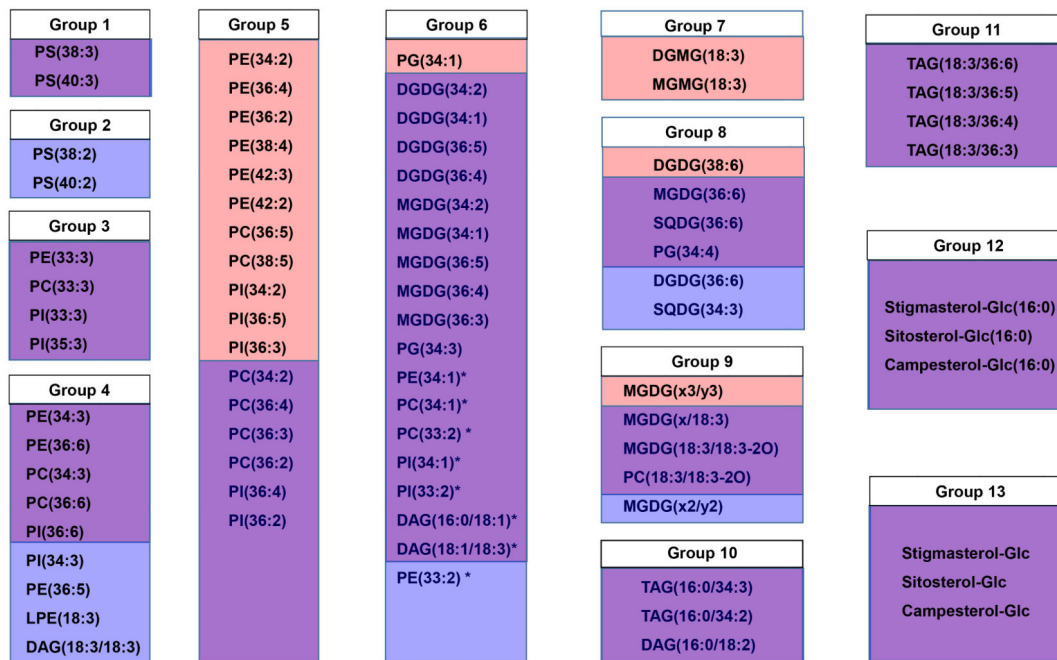 Group 1
PS(38:3)
PS(40:3)
Group 2
PS(38:2)
PS(40:2)
Group 3
PE(33:3)
PC(33:3)
PI(33:3)
PI(35:3)
Group 4
PE(34:3)
PE(36:6)
PC(34:3)
PC(36:6)
PI(36:6)
PI(34:3)
PE(36:5)
LPE(18:3)
DAG(18:3/18:3)
Group 5
PE(34:2)
PE(36:4)
PE(36:2)
PE(38:4)
PE(42:3)
PE(42:2)
PC(36:5)
PC(38:5)
PI(34:2)
PI(36:5)
PI(36:3)
PC(34:2)
PC(36:4)
PC(36:3)
PC(36:2)
PI(36:4)
PI(36:2)
Group 6
PG(34:1)
DGDG(34:2)
DGDG(34:1)
DGDG(36:5)
DGDG(36:4)
MGDG(34:2)
MGDG(34:1)
MGDG(36:5)
MGDG(36:4)
MGDG(36:3)
PG(34:3)
PE(34:1)*
PC(34:1)*
PC(33:2) *
PI(34:1)*
PI(33:2)*
DAG(16:0/18:1)*
DAG(18:1/18:3)*
PE(33:2) *
Group 7
DGMG(18:3)
MGMG(18:3)
Group 8
DGDG(38:6)
MGDG(36:6)
SQDG(36:6)
PG(34:4)
DGDG(36:6)
SQDG(34:3)
Group 9
MGDG(x3/y3)
MGDG(x/18:3)
MGDG(18:3/18:3-2O)
PC(18:3/18:3-2O)
MGDG(x2/y2)
Group 10
TAG(16:0/34:3)
TAG(16:0/34:2)
DAG(16:0/18:2)
Group 11
TAG(18:3/36:6)
TAG(18:3/36:5)
TAG(18:3/36:4)
TAG(18:3/36:3)
Group 12
Stigmasterol-Glc(16:0)
Sitosterol-Glc(16:0)
Campesterol-Glc(16:0)
Group 13
Stigmasterol-Glc
Sitosterol-Glc
Campesterol-Glc